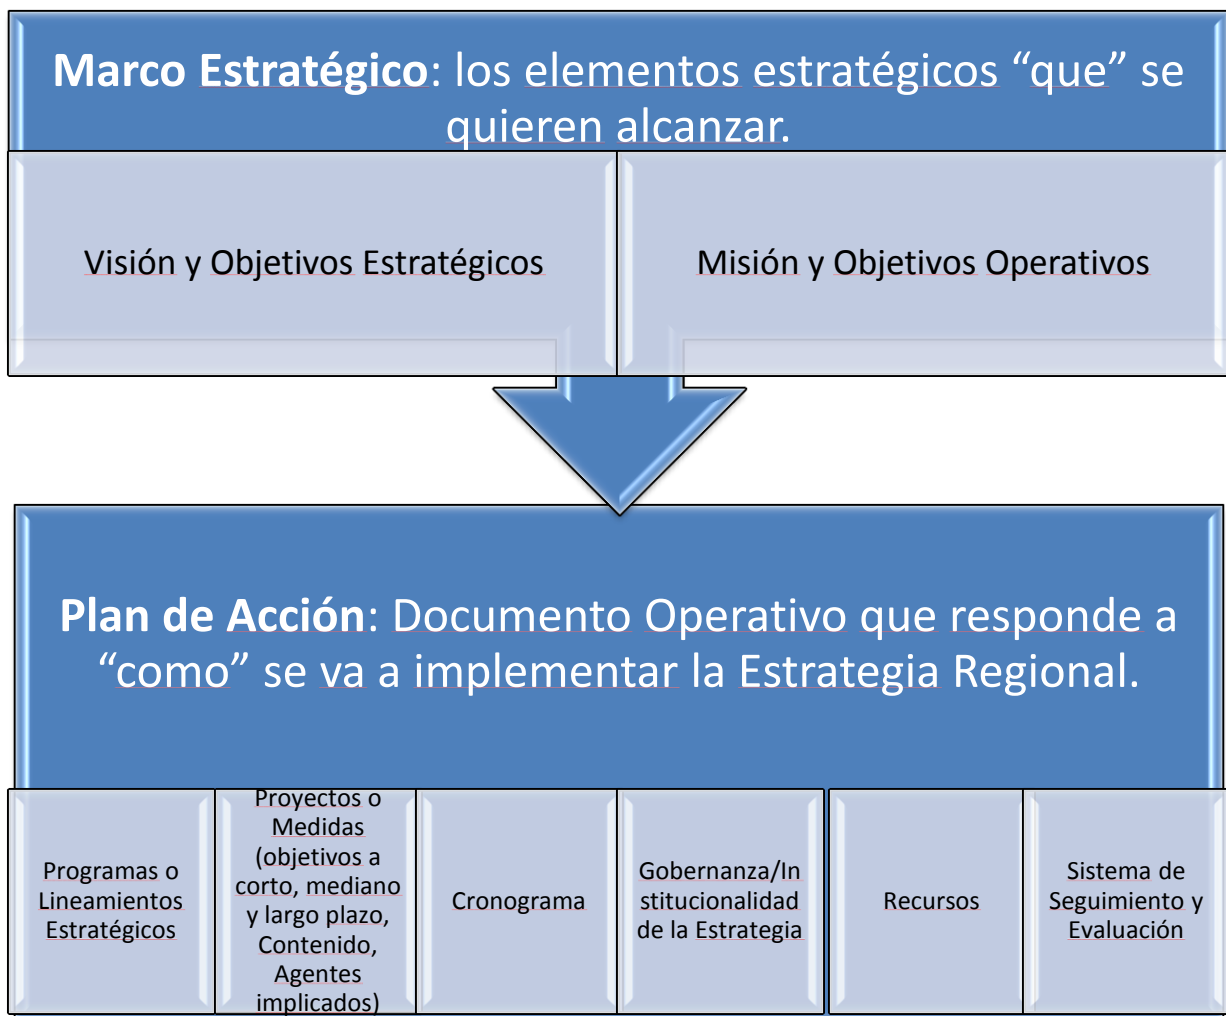 Marco Estratégico: los elementos estratégicos “que” se
quieren alcanzar.
Visión y Objetivos Estratégicos
Misión y Objetivos Operativos
Plan de Acción: Documento Operativo que responde a
“como” se va a implementar la Estrategia Regional.
Programas o
Lineamientos
Estratégicos
Proyectos o
Medidas
(objetivos a
corto, mediano
y largo plazo,
Contenido,
Agentes
implicados)
Cronograma
Gobernanza/In
stitucionalidad
de la Estrategia
Recursos
Sistema de
Seguimiento y
Evaluación